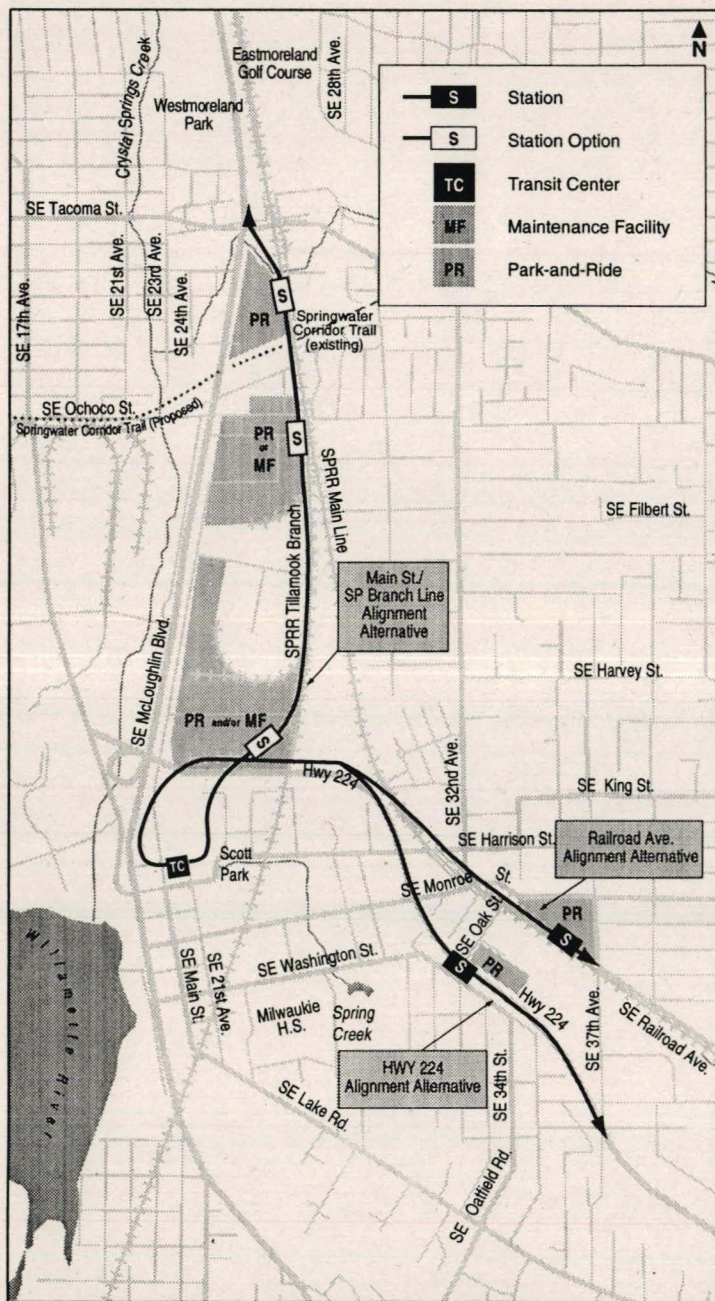 Eastmoreland
Golf Course
SE 28th Ave.
N
Crystal Springs Creek
Westmoreland
Park
S Station
S Station Option
TC Transit Center
MF Maintenance Facility
PR Park-and-Ride
SE Tacoma St.
SE 17th Ave.
SE 21st Ave.
SE 23rd Ave.
SE 24th Ave.
PR
S
Springwater
Corridor Trail
(existing)
SE Ochoco St.
Springwater Corridor Trail (Proposed)
PR
or
MF
S
SPRR Main Line
SE Filbert St.
SPRR Tillamook Branch
Main St./
SP Branch Line
Alignment
Alternative
SE McLoughlin Blvd.
SE Harvey St.
PR and/or MF
S
Hwy 224
SE 32nd Ave.
SE King St.
SE Harrison St.
Railroad Ave.
Alignment Alternative
TC
Scott
Park
SE Monroe St.
PR
S
SE Oak St.
SE Washington St.
S
PR
Hwy 224
SE Main St.
SE 21st Ave.
Milwaukie
H.S.
Spring
Creek
SE 37th Ave.
SE Railroad Ave.
Willamette River
HWY 224
Alignment Alternative
SE 34th St.
SE Lake Rd.
SE Oatfield Rd.